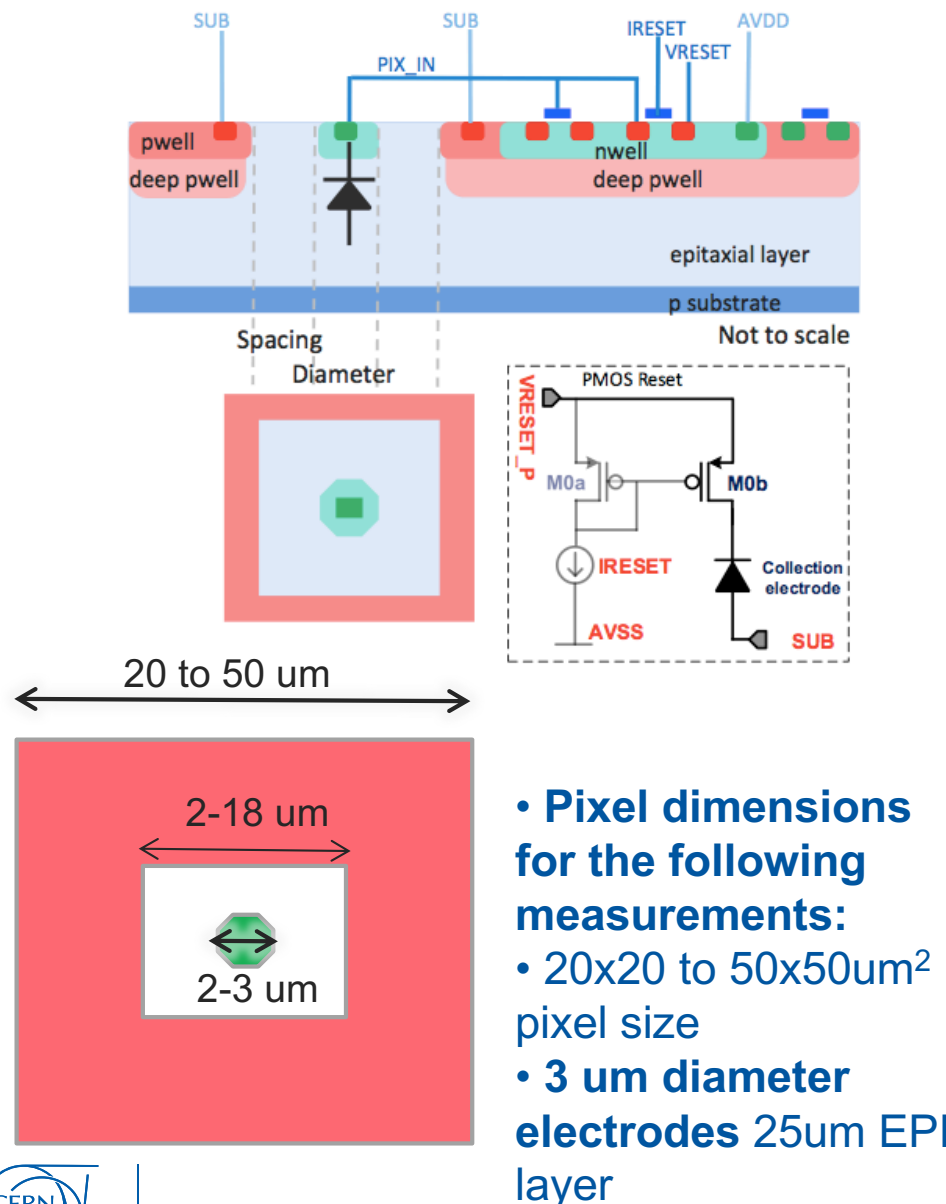 SUB
SUB
IRESET
AVDD
VRESET
PIX_IN
pwell
nwell
deep pwell
deep pwell
epitaxial layer
p substrate
Spacing
Not to scale
Diameter
PMOS Reset
VRESET_P
M0a
M0b
IRESET
Collection
electrode
AVSS
SUB
20 to 50 um
2-18 um
2-3 um
• Pixel dimensions
for the following
measurements:
• 20x20 to 50x50um²
pixel size
• 3 um diameter
electrodes 25um EPI
layer
CERN